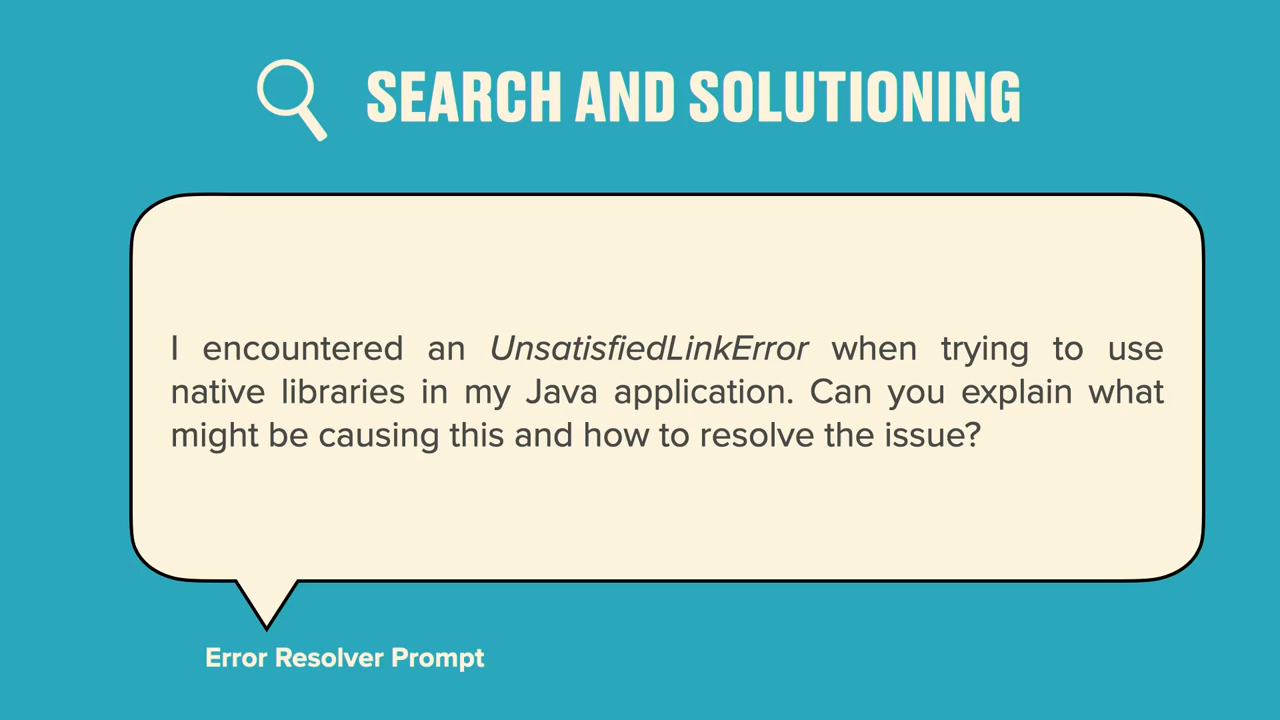 SEARCH AND SOLUTIONING
I encountered an UnsatisfiedLinkError when trying to use
native libraries in my Java application. Can you explain what
might be causing this and how to resolve the issue?
Error Resolver Prompt